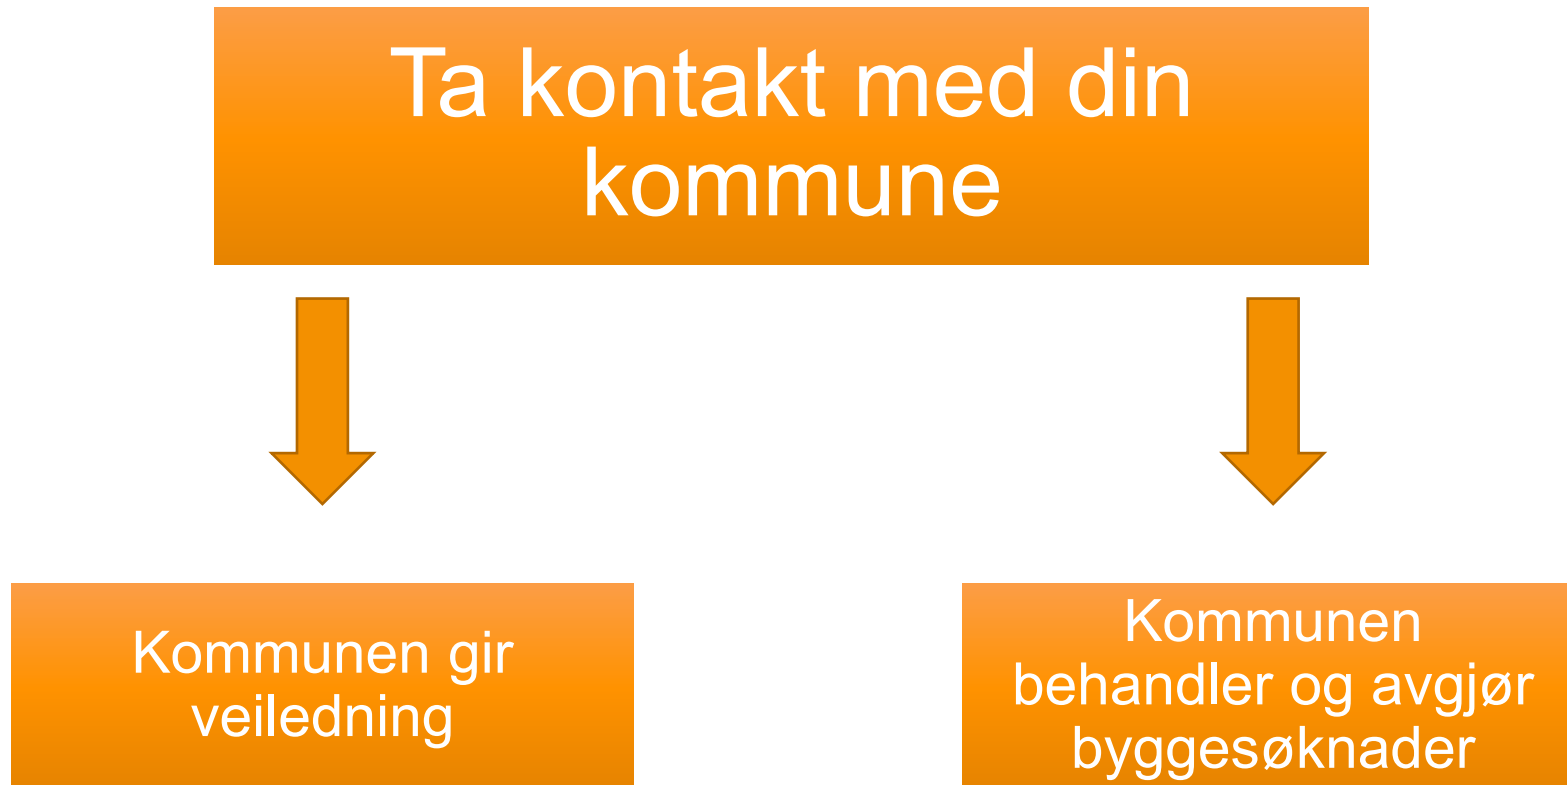 Ta kontakt med din
kommune
Kommunen gir
veiledning
Kommunen
behandler og avgjør
byggesøknader